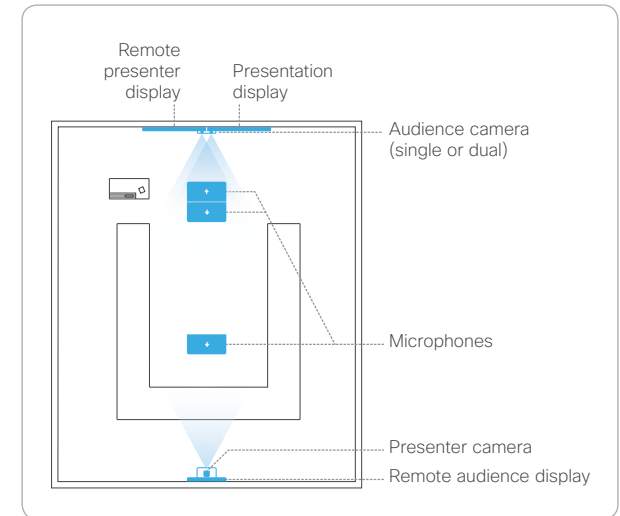 Remote
presenter
display
Presentation
display
Audience camera
(single or dual)
Microphones
Presenter camera
Remote audience display